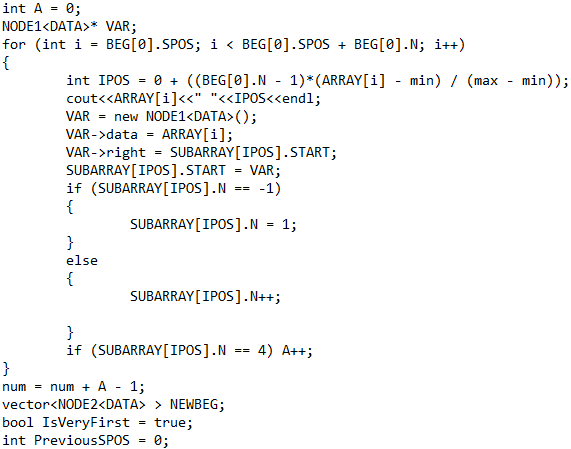 int A = 0;
NODE1<DATA>* VAR;
for (int i = BEG[0].SPOS; i < BEG[0].SPOS + BEG[0].N; i++)
{
int IPOS = 0 + ((BEG[0].N - 1)*(ARRAY[i] - min) / (max - min));
cout<<ARRAY[i]<<" "<<IPOS<<endl;
VAR = new NODE1<DATA>();
VAR->data = ARRAY[i];
VAR->right = SUBARRAY[IPOS].START;
SUBARRAY[IPOS].START = VAR;
if (SUBARRAY[IPOS].N == -1)
{
SUBARRAY[IPOS].N = 1;
}
else
{
SUBARRAY[IPOS].N++;
}
if (SUBARRAY[IPOS].N == 4) A++;
}
num = num + A - 1;
vector<NODE2<DATA> > NEWBEG;
bool IsVeryFirst = true;
int PreviousSPOS = 0;